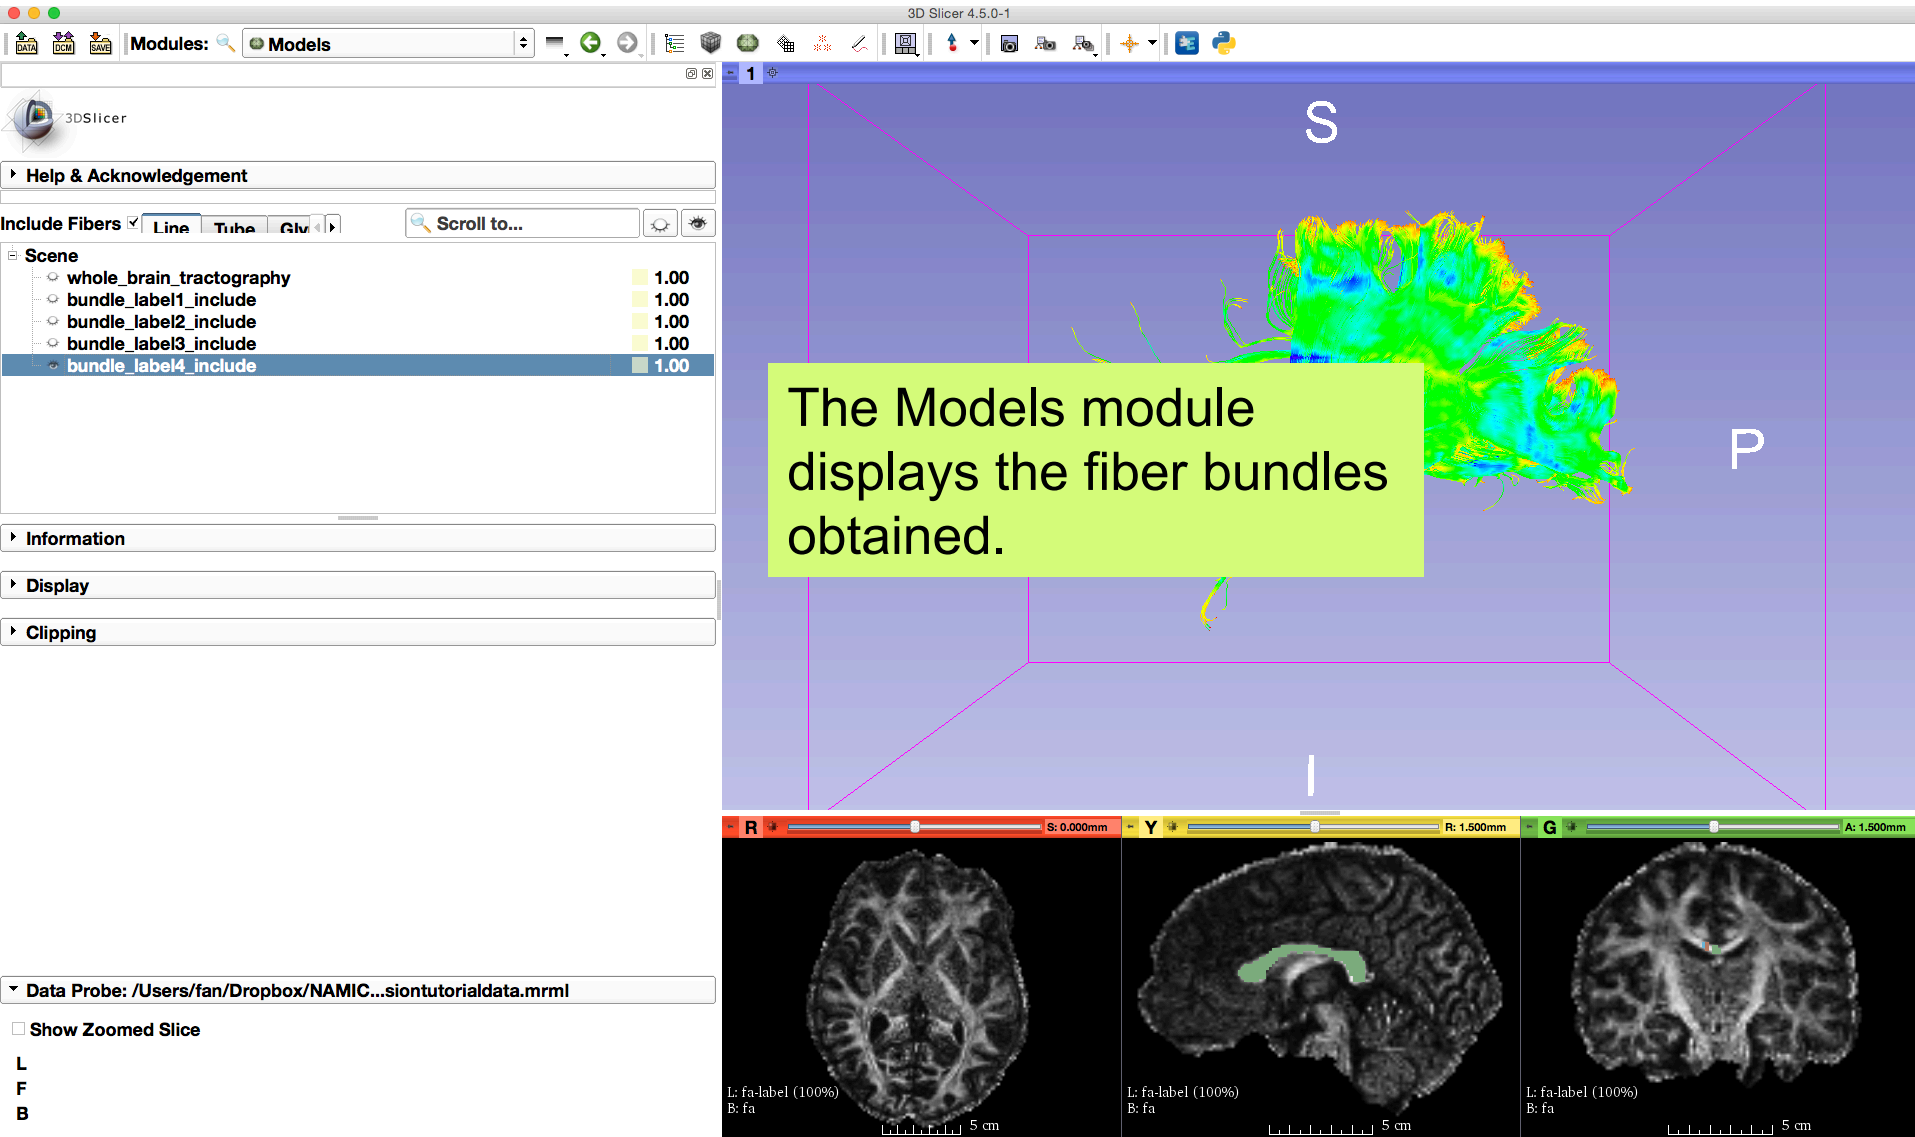 3D Slicer 4.5.0-1
DATA DCM SAVE Modules: Models
1
3DSlicer
Help & Acknowledgement
Include Fibers Line Tube Gly Scroll to...
Scene
whole_brain_tractography 1.00
bundle_label1_include 1.00
bundle_label2_include 1.00
bundle_label3_include 1.00
bundle_label4_include 1.00
Information
Display
Clipping
Data Probe: /Users/fan/Dropbox/NAMIC...siontutorialdata.mrml
Show Zoomed Slice
L
F
B
S
P
I
The Models module
displays the fiber bundles
obtained.
R S: 0.000mm
L: fa-label (100%)
B: fa
5 cm
Y R: 1.500mm
L: fa-label (100%)
B: fa
5 cm
G A: 1.500mm
L: fa-label (100%)
B: fa
5 cm